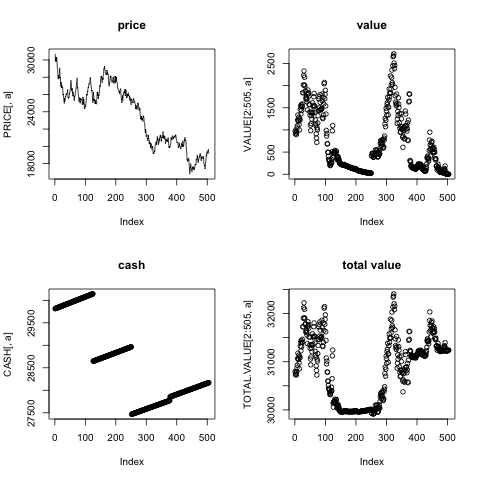 price
PRICE[, a]
30000
24000
18000
0 100 200 300 400 500
Index
value
VALUE[2:505, a]
2500
1500
500
0
0 100 200 300 400 500
Index
cash
CASH[, a]
29500
28500
27500
0 100 200 300 400 500
Index
total value
TOTAL.VALUE[2:505, a]
32000
31000
30000
0 100 200 300 400 500
Index